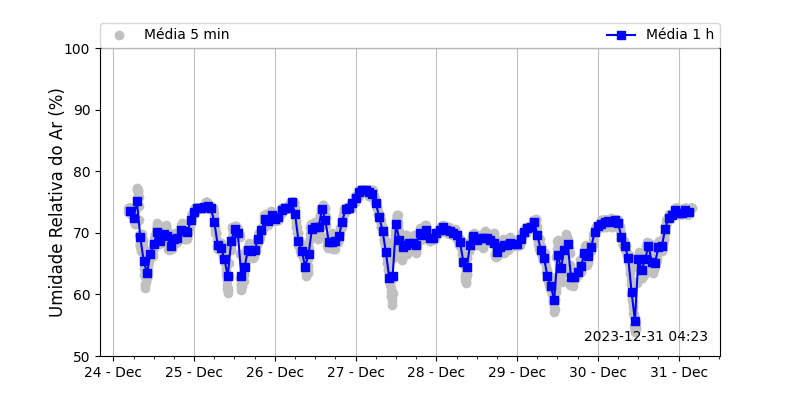 Média 5 min
Média 1 h
Umidade Relativa do Ar (%)
100
90
80
70
60
50
2023-12-31 04:23
24 - Dec
25 - Dec
26 - Dec
27 - Dec
28 - Dec
29 - Dec
30 - Dec
31 - Dec